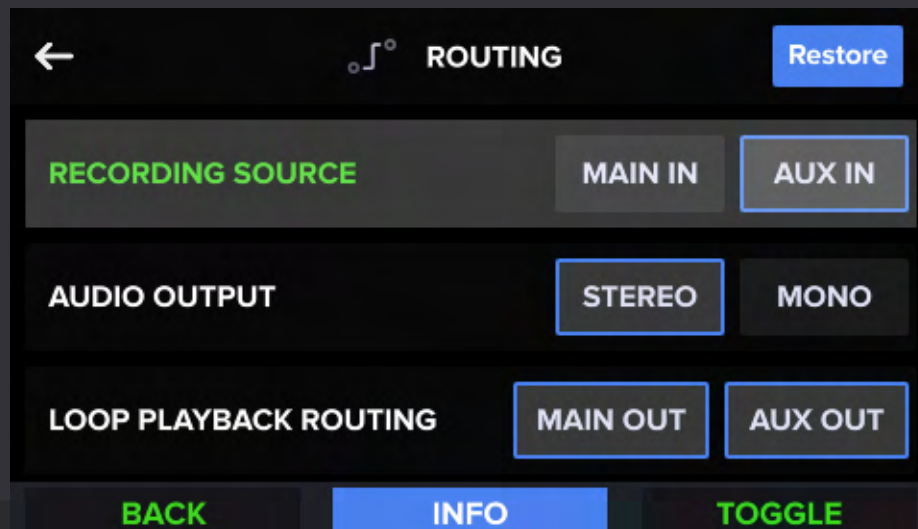 ROUTING Restore
RECORDING SOURCE MAIN IN AUX IN
AUDIO OUTPUT STEREO MONO
LOOP PLAYBACK ROUTING MAIN OUT AUX OUT
BACK INFO TOGGLE